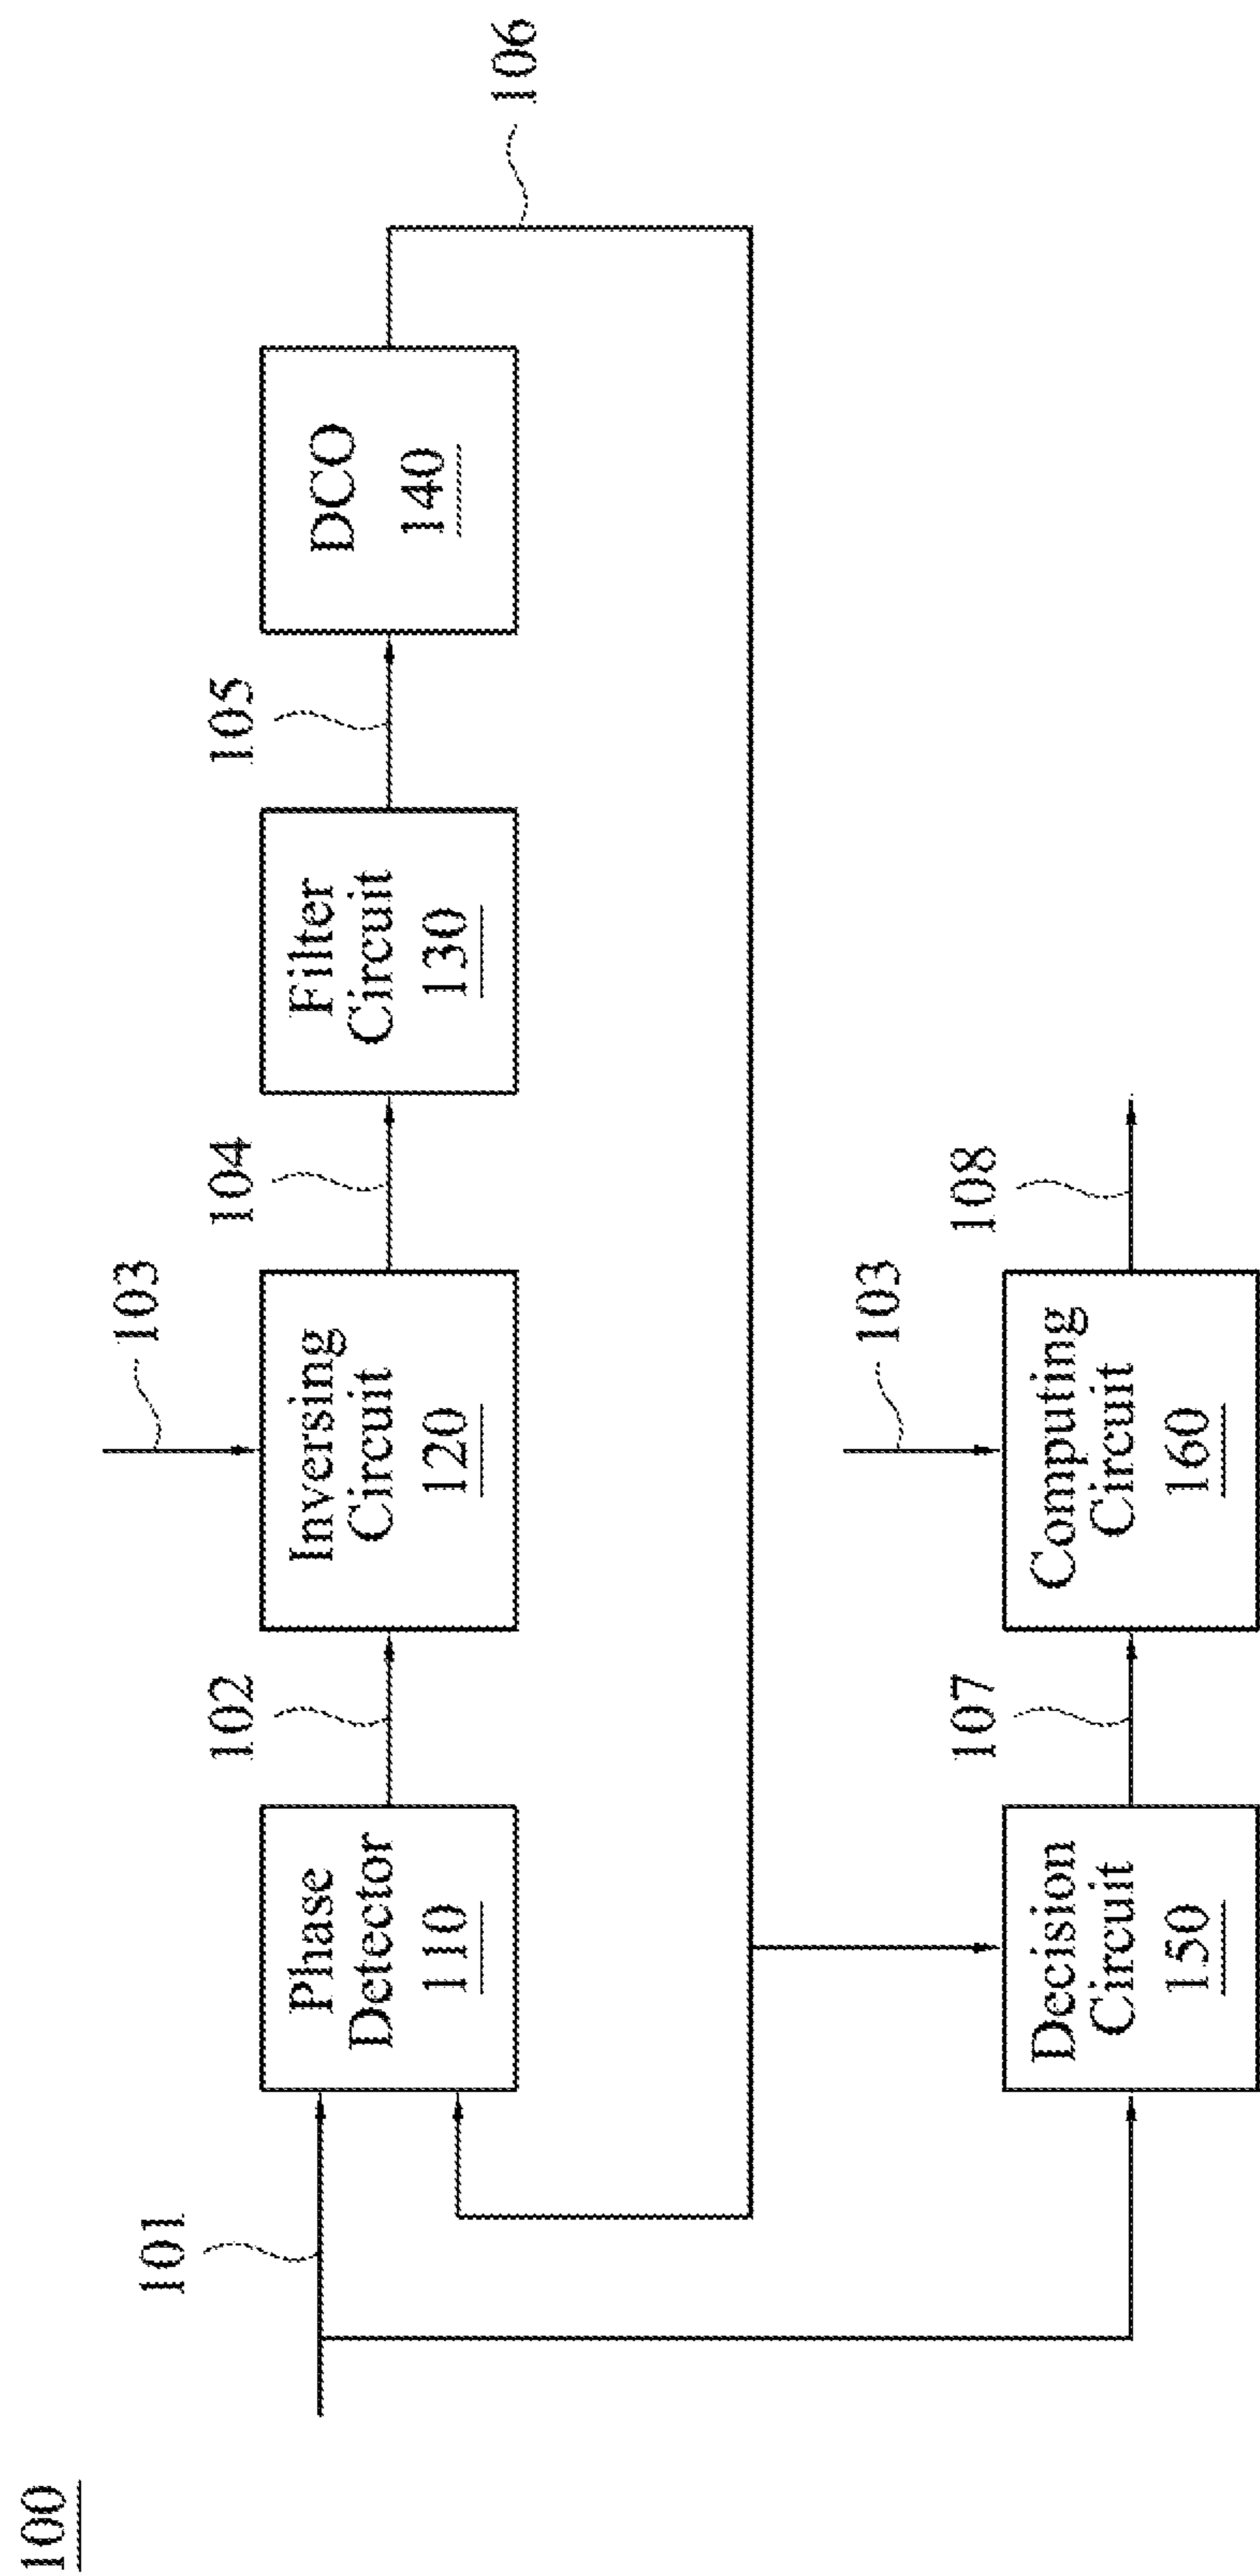 100
101
Phase
Detector
110
102
103
Inversing
Circuit
120
104
Filter
Circuit
130
105
DCO
140
106
Decision
Circuit
150
107
103
Computing
Circuit
160
108